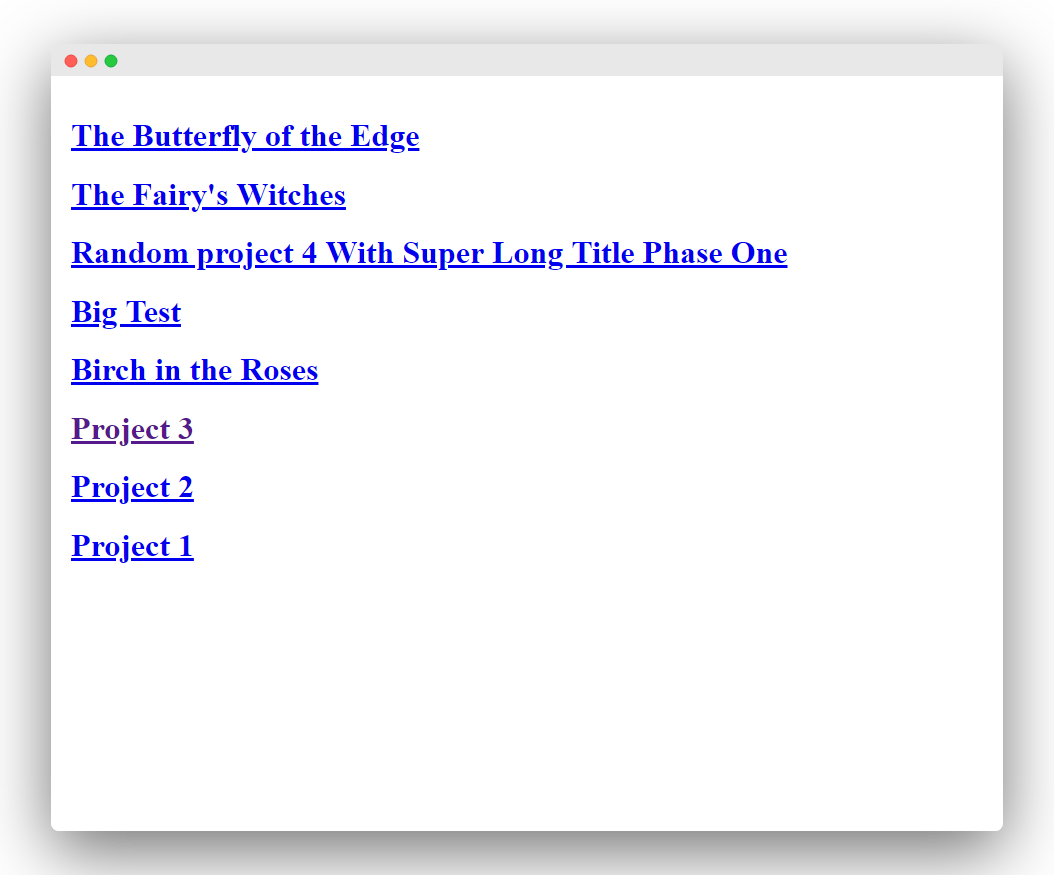 The Butterfly of the Edge
The Fairy's Witches
Random project 4 With Super Long Title Phase One
Big Test
Birch in the Roses
Project 3
Project 2
Project 1